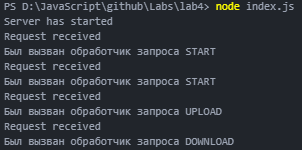 PS D:\JavaScript\github\Labs\lab4> node index.js
Server has started
Request received
Был вызван обработчик запроса START
Request received
Был вызван обработчик запроса START
Request received
Был вызван обработчик запроса UPLOAD
Request received
Был вызван обработчик запроса DOWNLOAD